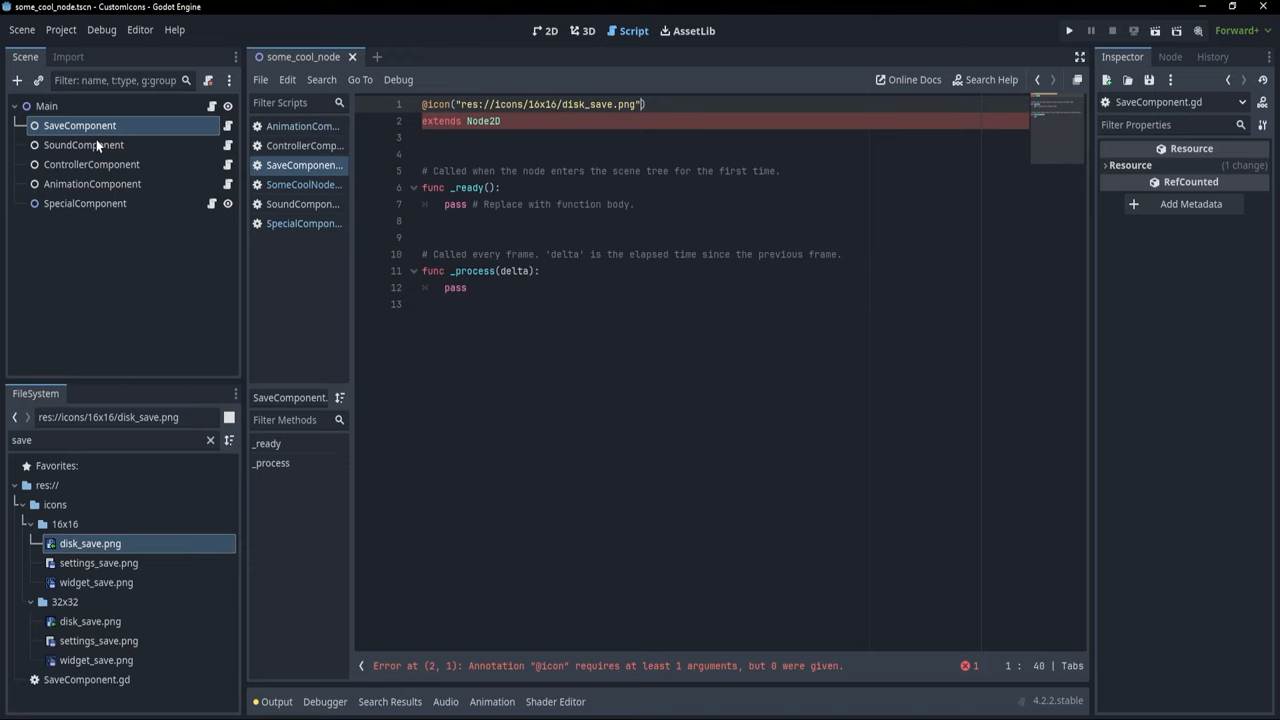 some_cool_node.tscn - CustomIcons - Godot Engine
Scene Project Debug Editor Help
2D 3D Script AssetLib
Forward+
Scene Import
Filter: name, t:type, g:group
Main
SaveComponent
SoundComponent
ControllerComponent
AnimationComponent
SpecialComponent
FileSystem
res://icons/16x16/disk_save.png
save
Favorites:
res://
icons
16x16
disk_save.png
settings_save.png
widget_save.png
32x32
disk_save.png
settings_save.png
widget_save.png
SaveComponent.gd
some_cool_node
File Edit Search Go To Debug
Online Docs Search Help
Filter Scripts
AnimationCom...
ControllerComp...
SaveComponen...
SomeCoolNode...
SoundCompon...
SpecialCompon...
SaveComponent.
Filter Methods
_ready
_process
1 @icon("res://icons/16x16/disk_save.png")
2 extends Node2D
3
4
5 # Called when the node enters the scene tree for the first time.
6 func _ready():
7 pass # Replace with function body.
8
9
10 # Called every frame. 'delta' is the elapsed time since the previous frame.
11 func _process(delta):
12 pass
13
Error at (2, 1): Annotation "@icon" requires at least 1 arguments, but 0 were given.
1 1 : 40 | Tabs
Output Debugger Search Results Audio Animation Shader Editor
4.2.2.stable
Inspector Node History
SaveComponent.gd
Filter Properties
Resource
Resource (1 change)
RefCounted
Add Metadata